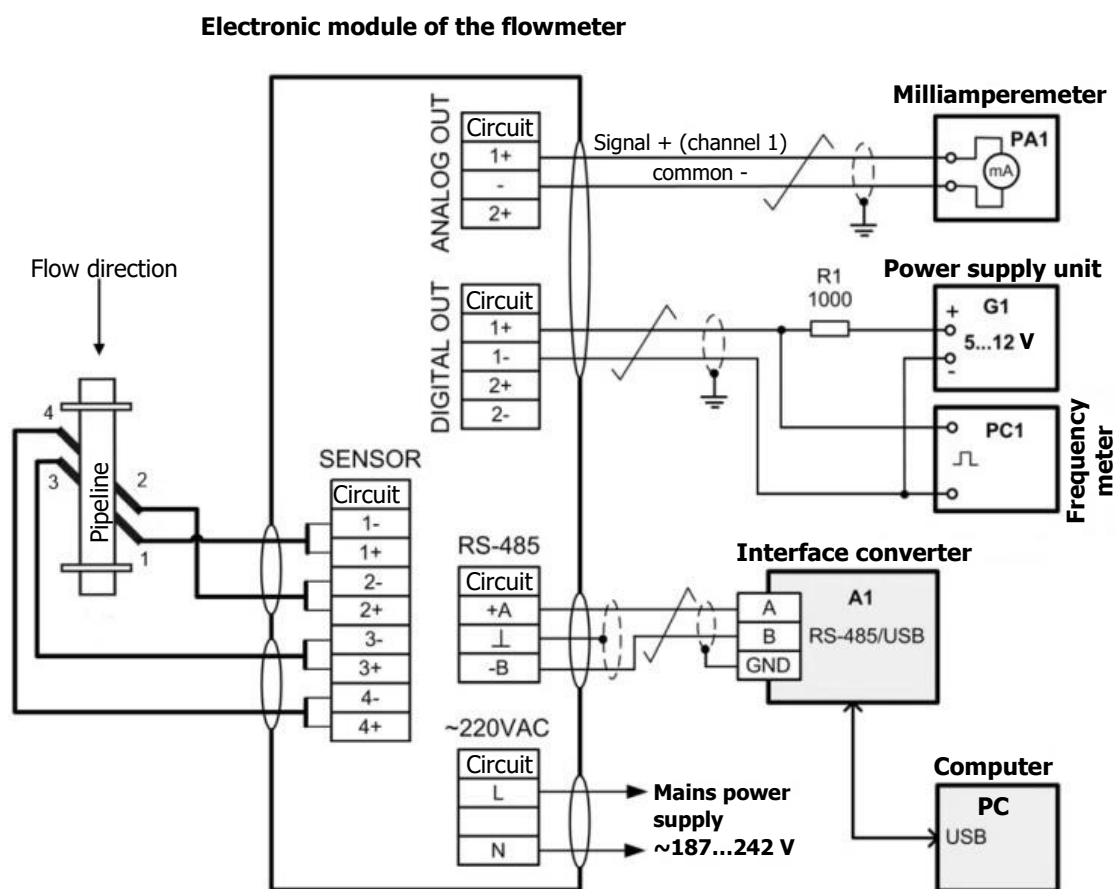 Electronic module of the flowmeter
ANALOG OUT
Circuit
1+
-
2+
Signal + (channel 1)
common -
Milliamperemeter
PA1
mA
Flow direction
DIGITAL OUT
Circuit
1+
1-
2+
2-
R1
1000
Power supply unit
G1
+
5...12 V
-
PC1
Frequency
meter
4
3
Pipeline
2
1
SENSOR
Circuit
1-
1+
2-
2+
3-
3+
4-
4+
RS-485
Circuit
+A
⊥
-B
Interface converter
A
B
GND
A1
RS-485/USB
~220VAC
Circuit
L
N
Mains power
supply
~187...242 V
Computer
PC
USB